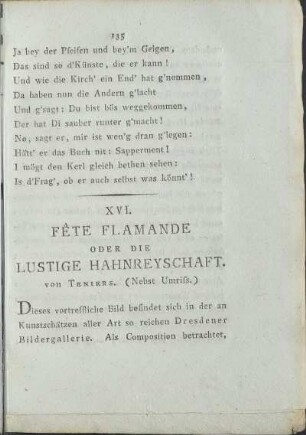 135
Ja bey der Pfeifen und bey'm Geigen,
Das sind so d'Künste, die er kann!
Und wie die Kirch' ein End' hat g'nommen,
Da haben nun die Andern g'lacht
Und g'sagt: Du bist bös weggekommen,
Der hat Di sauber runter g'macht!
No, sagt er, mir ist wen'g dran g'legen:
Hätt' er das Buch nit: Sapperment!
I mögt den Kerl gleich bethen sehen:
Is d'Frag', ob er auch selbst was könnt'!
XVI.
FÊTE FLAMANDE
ODER DIE
LUSTIGE HAHNREYSCHAFT.
von TENIERS. (Nebst Umriß.)
Dieses vortreffliche Bild befindet sich in der an
Kunstschätzen aller Art so reichen Dresdener
Bildergallerie. Als Composition betrachtet,